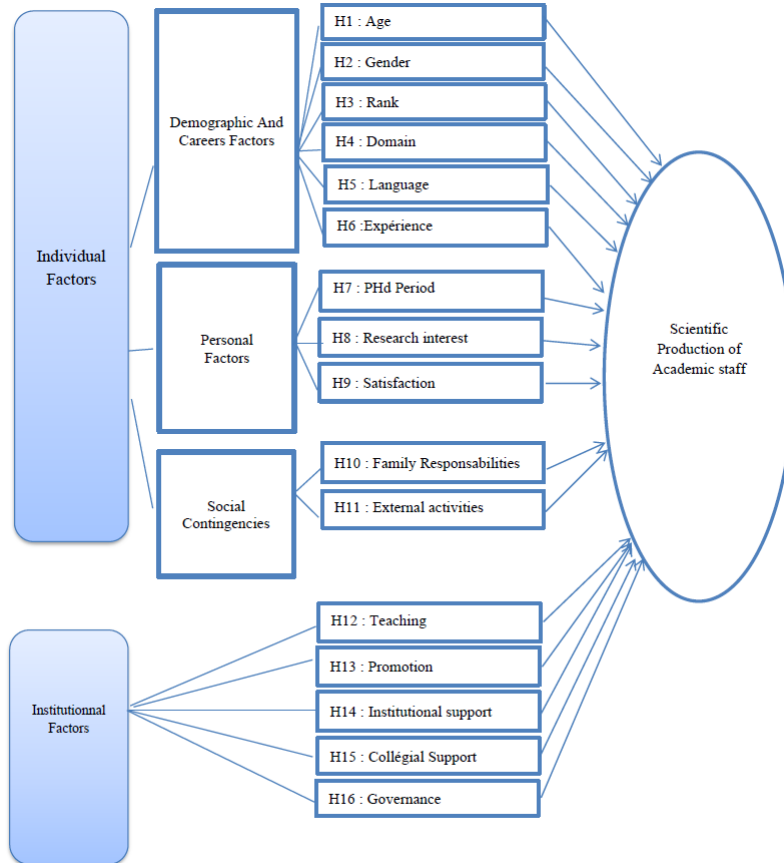 Individual
Factors
Demographic And
Careers Factors
H1 : Age
H2 : Gender
H3 : Rank
H4 : Domain
H5 : Language
H6 :Expérience
Personal
Factors
H7 : PHd Period
H8 : Research interest
H9 : Satisfaction
Social
Contingencies
H10 : Family Responsabilities
H11 : External activities
Scientific
Production of
Academic staff
Institutionnal
Factors
H12 : Teaching
H13 : Promotion
H14 : Institutional support
H15 : Collégial Support
H16 : Governance